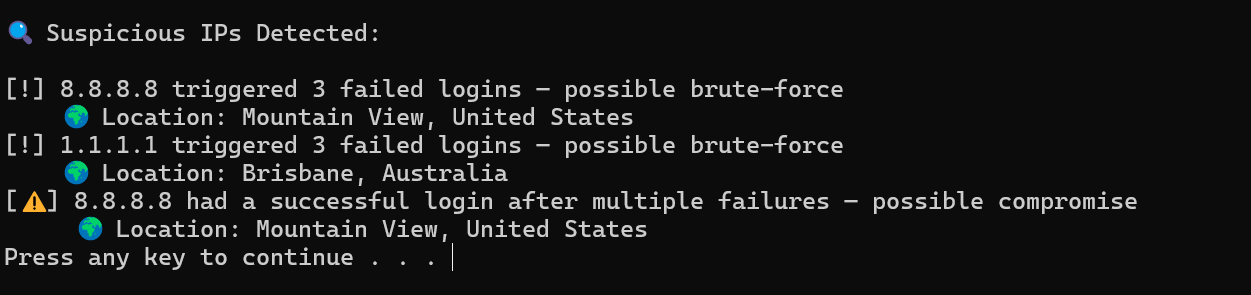 🔍 Suspicious IPs Detected:
[!] 8.8.8.8 triggered 3 failed logins — possible brute-force
🌍 Location: Mountain View, United States
[!] 1.1.1.1 triggered 3 failed logins — possible brute-force
🌍 Location: Brisbane, Australia
[⚠️] 8.8.8.8 had a successful login after multiple failures — possible compromise
🌍 Location: Mountain View, United States
Press any key to continue . . .